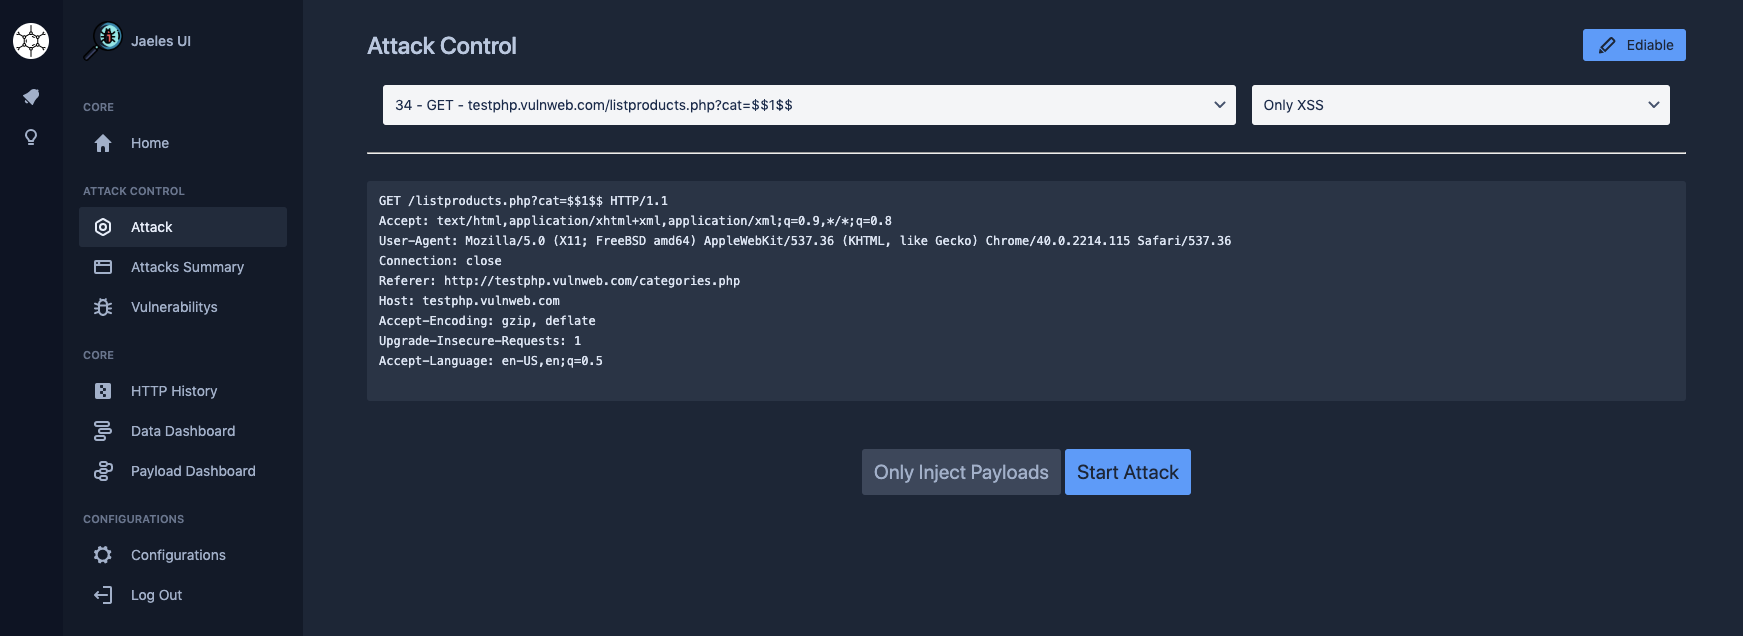 Jaeles UI
CORE
Home
ATTACK CONTROL
Attack
Attacks Summary
Vulnerabilitys
CORE
HTTP History
Data Dashboard
Payload Dashboard
CONFIGURATIONS
Configurations
Log Out
Attack Control
Ediable
34 - GET - testphp.vulnweb.com/listproducts.php?cat=$$1$$
Only XSS
GET /listproducts.php?cat=$$1$$ HTTP/1.1
Accept: text/html,application/xhtml+xml,application/xml;q=0.9,*/*;q=0.8
User-Agent: Mozilla/5.0 (X11; FreeBSD amd64) AppleWebKit/537.36 (KHTML, like Gecko) Chrome/40.0.2214.115 Safari/537.36
Connection: close
Referer: http://testphp.vulnweb.com/categories.php
Host: testphp.vulnweb.com
Accept-Encoding: gzip, deflate
Upgrade-Insecure-Requests: 1
Accept-Language: en-US,en;q=0.5
Only Inject Payloads
Start Attack